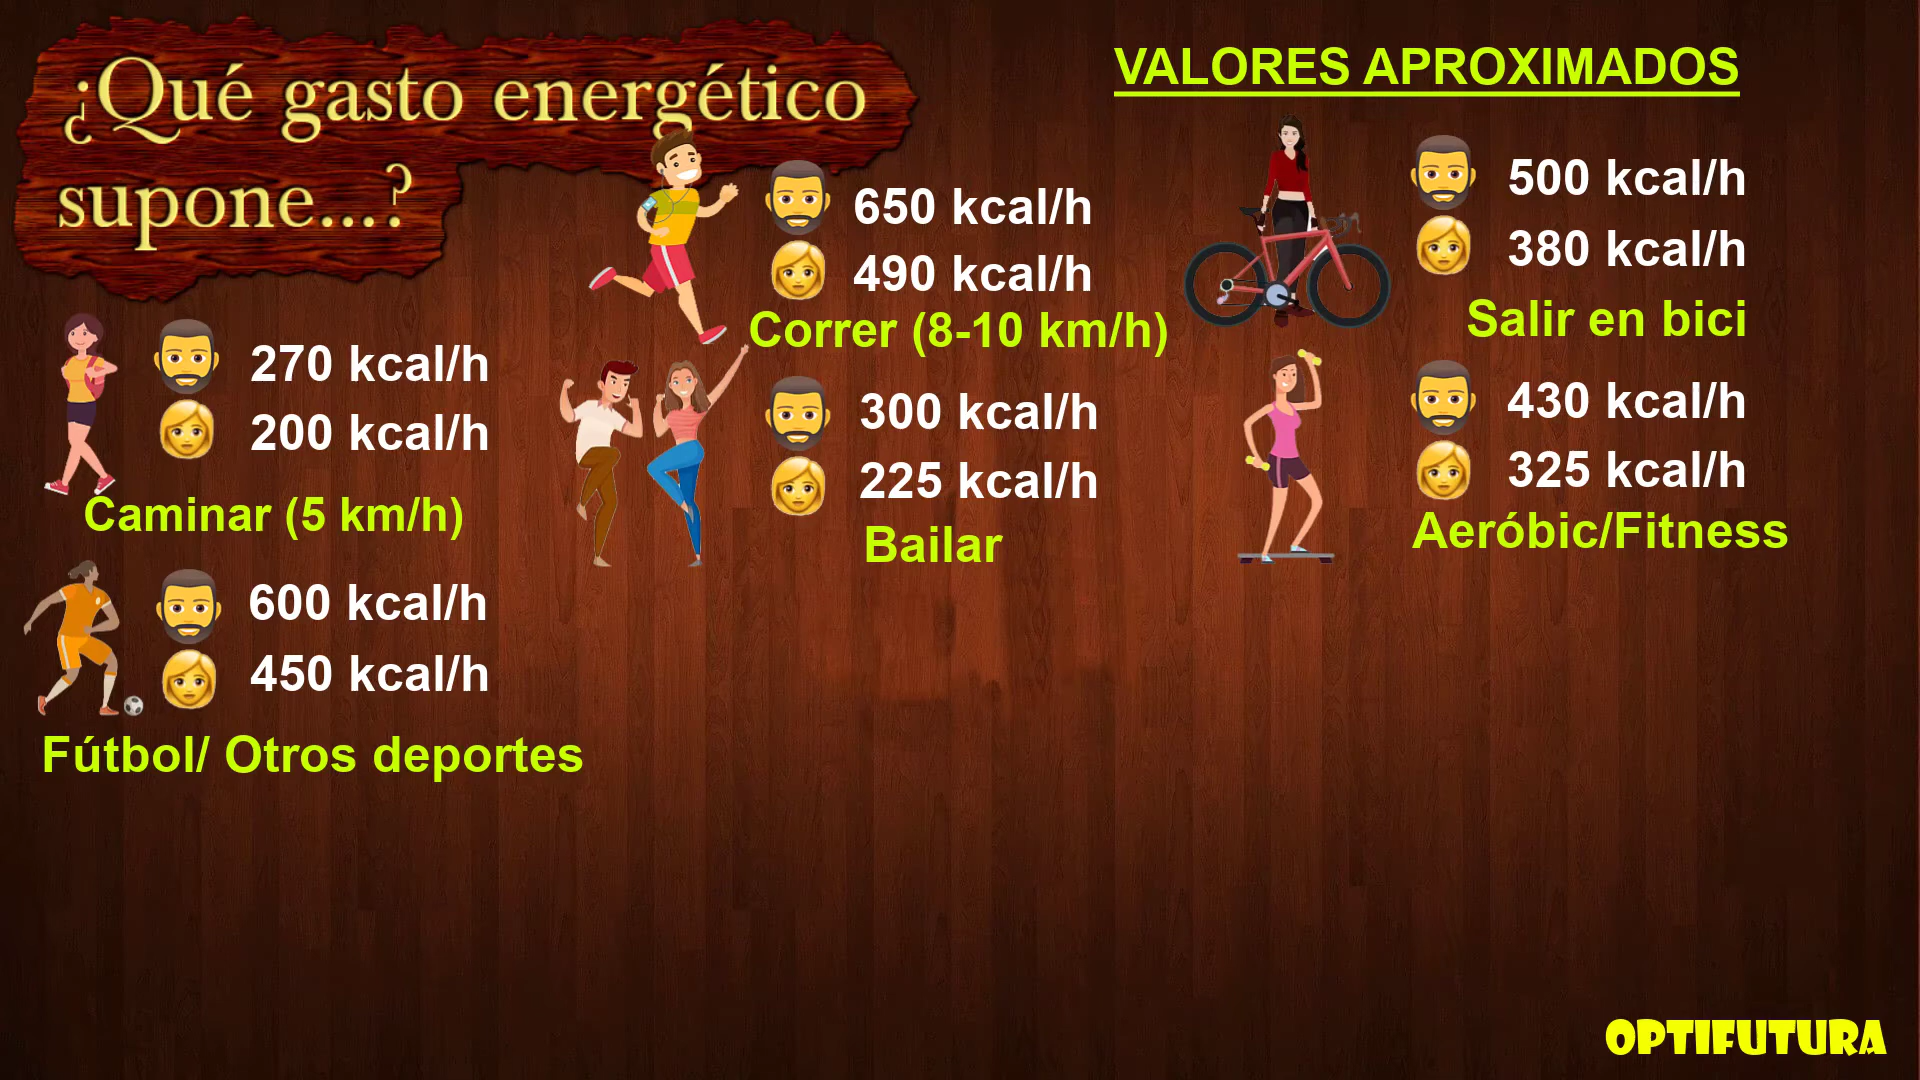 ¿Qué gasto energético
supone...?
VALORES APROXIMADOS
270 kcal/h
200 kcal/h
Caminar (5 km/h)
650 kcal/h
490 kcal/h
Correr (8-10 km/h)
500 kcal/h
380 kcal/h
Salir en bici
600 kcal/h
450 kcal/h
Fútbol/ Otros deportes
300 kcal/h
225 kcal/h
Bailar
430 kcal/h
325 kcal/h
Aeróbic/Fitness
OPTIFUTURA